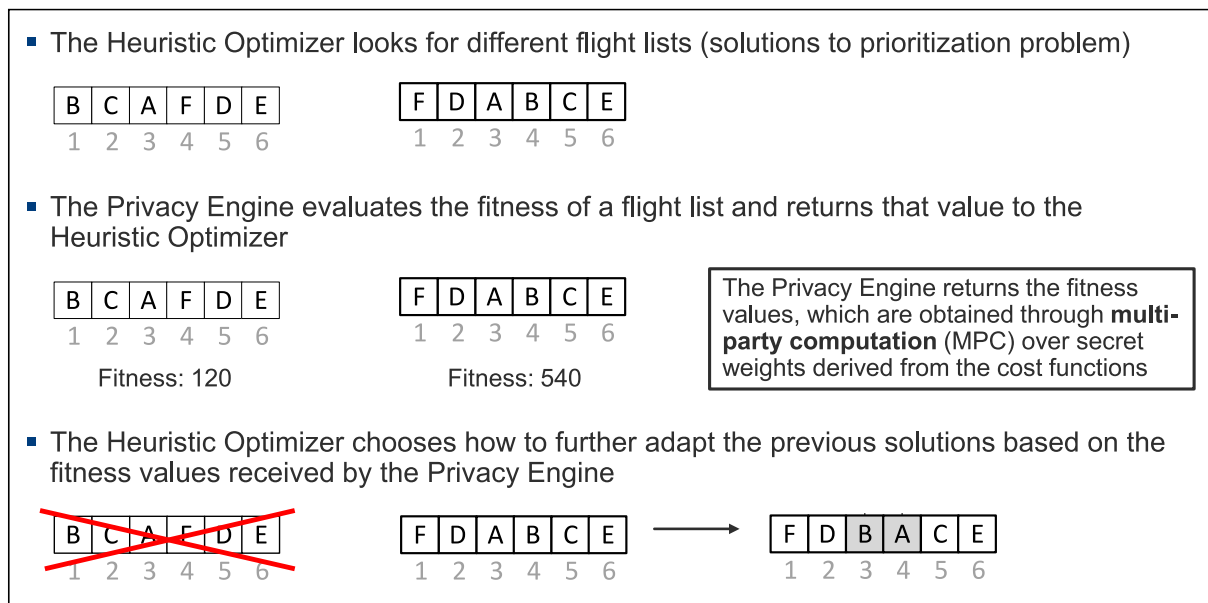 ▪ The Heuristic Optimizer looks for different flight lists (solutions to prioritization problem)
B C A F D E
1 2 3 4 5 6
F D A B C E
1 2 3 4 5 6
▪ The Privacy Engine evaluates the fitness of a flight list and returns that value to the
Heuristic Optimizer
B C A F D E
1 2 3 4 5 6
Fitness: 120
F D A B C E
1 2 3 4 5 6
Fitness: 540
The Privacy Engine returns the fitness
values, which are obtained through multi-
party computation (MPC) over secret
weights derived from the cost functions
▪ The Heuristic Optimizer chooses how to further adapt the previous solutions based on the
fitness values received by the Privacy Engine
B C A F D E
1 2 3 4 5 6
F D A B C E
1 2 3 4 5 6
F D B A C E
1 2 3 4 5 6